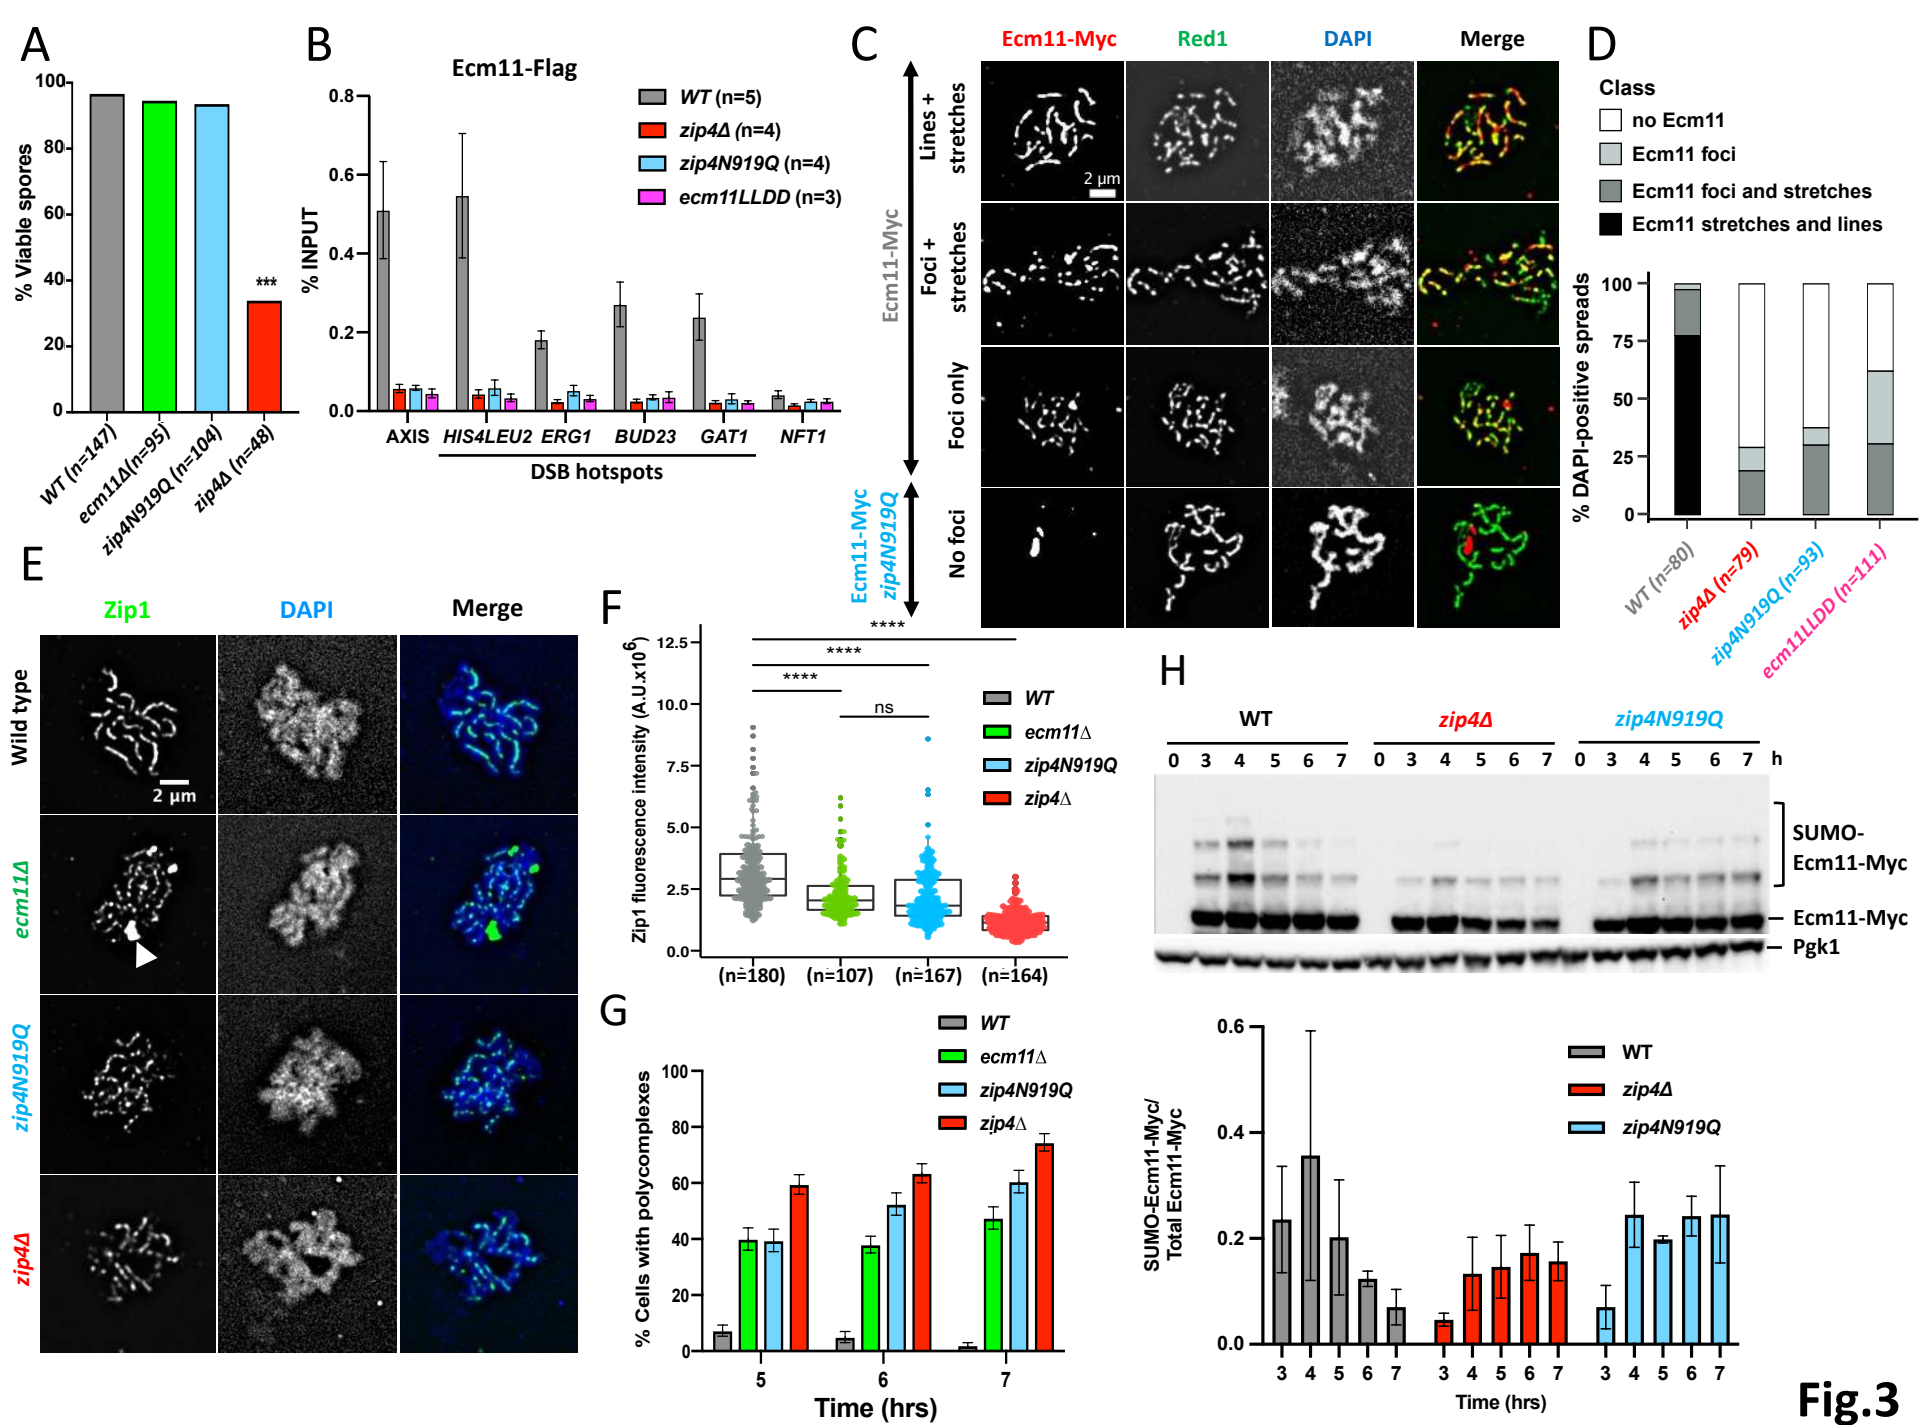 A
% Viable spores
100
80
60
40
20
0
***
WT (n=147)
ecm11Δ(n=95)
zip4N919Q (n=104)
zip4Δ (n=48)
B
Ecm11-Flag
% INPUT
0.8
0.6
0.4
0.2
0.0
WT (n=5)
zip4Δ (n=4)
zip4N919Q (n=4)
ecm11LLDD (n=3)
AXIS HIS4LEU2 ERG1 BUD23 GAT1 NFT1
DSB hotspots
C
Ecm11-Myc Red1 DAPI Merge
Lines +
stretches
Foci +
stretches
Foci only
No foci
Ecm11-Myc
Ecm11-Myc
zip4N919Q
2 µm
D
Class
no Ecm11
Ecm11 foci
Ecm11 foci and stretches
Ecm11 stretches and lines
% DAPI-positive spreads
100
75
50
25
0
WT (n=80)
zip4Δ (n=79)
zip4N919Q (n=93)
ecm11LLDD (n=111)
E
Zip1 DAPI Merge
Wild type
ecm11Δ
zip4N919Q
zip4Δ
2 µm
F
Zip1 fluorescence intensity (A.U.x10⁶)
12.5
10.0
7.5
5.0
2.5
0.0
****
****
****
ns
WT
ecm11Δ
zip4N919Q
zip4Δ
(n=180) (n=107) (n=167) (n=164)
G
% Cells with polycomplexes
100
80
60
40
20
0
WT
ecm11Δ
zip4N919Q
zip4Δ
5 6 7
Time (hrs)
H
WT zip4Δ zip4N919Q
0 3 4 5 6 7 0 3 4 5 6 7 0 3 4 5 6 7 h
SUMO-
Ecm11-Myc
Ecm11-Myc
Pgk1
SUMO-Ecm11-Myc/
Total Ecm11-Myc
0.6
0.4
0.2
0.0
WT
zip4Δ
zip4N919Q
3 4 5 6 7 3 4 5 6 7 3 4 5 6 7
Time (hrs)
Fig.3